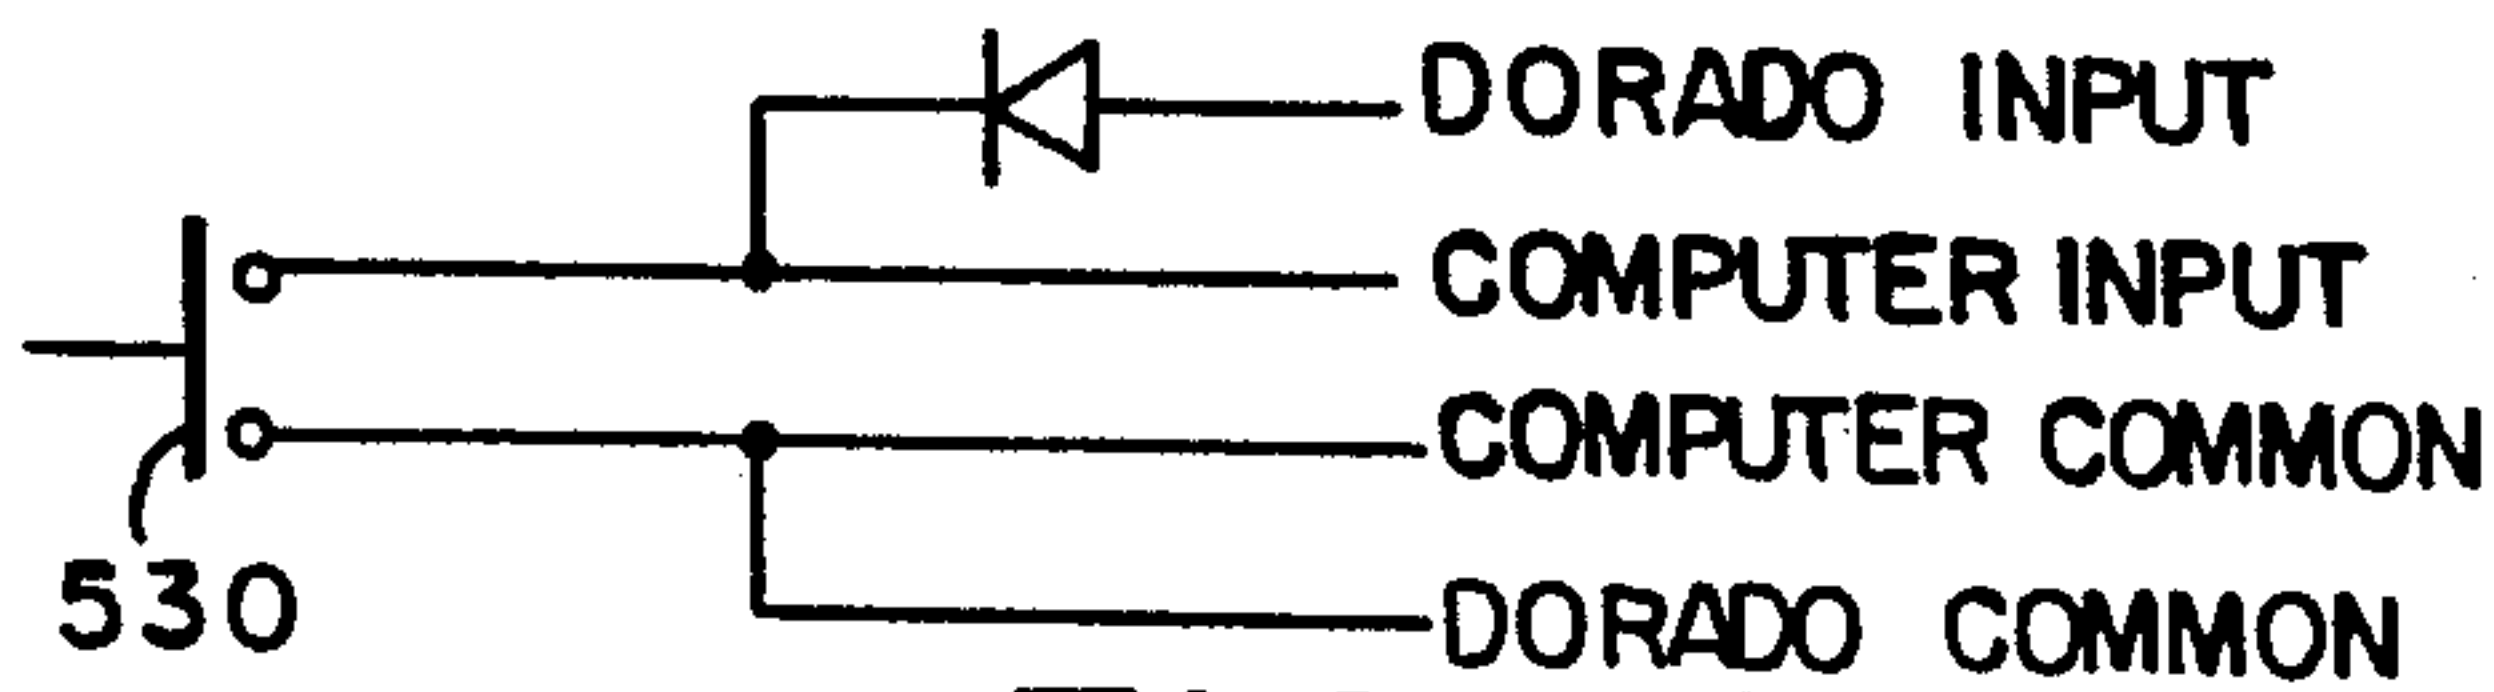 DORADO INPUT
COMPUTER INPUT
COMPUTER COMMON
DORADO COMMON
530